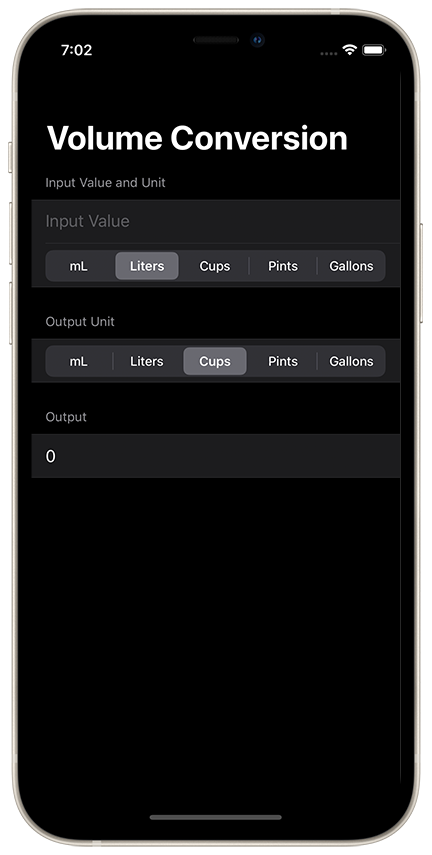 7:02
Volume Conversion
Input Value and Unit
Input Value
mL Liters Cups Pints Gallons
Output Unit
mL Liters Cups Pints Gallons
Output
0